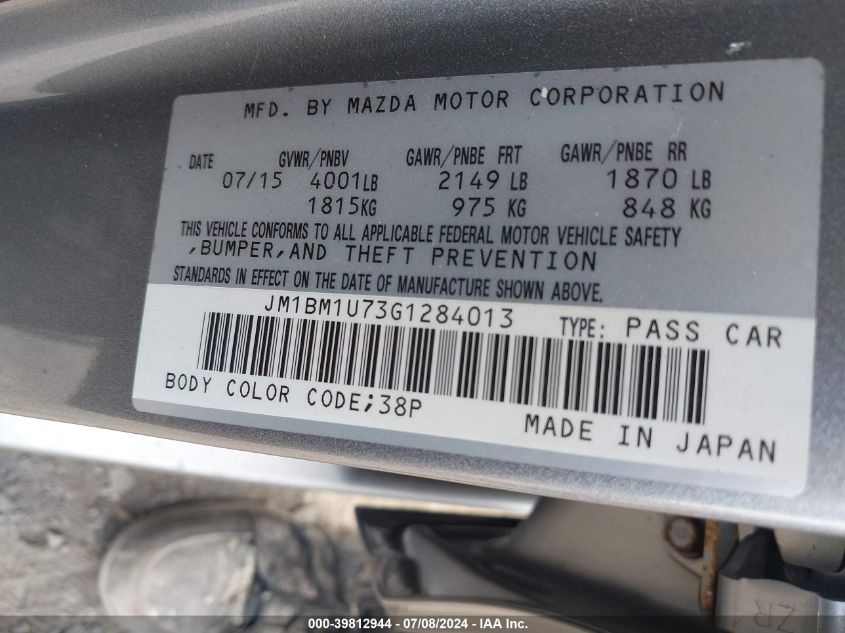 MFD. BY MAZDA MOTOR CORPORATION
DATE GVWR/PNBV GAWR/PNBE FRT GAWR/PNBE RR
07/15 4001LB 2149 LB 1870 LB
1815KG 975 KG 848 KG
THIS VEHICLE CONFORMS TO ALL APPLICABLE FEDERAL MOTOR VEHICLE SAFETY
,BUMPER,AND THEFT PREVENTION
STANDARDS IN EFFECT ON THE DATE OF MANUFACTURE SHOWN ABOVE.
JM1BM1U73G1284013 TYPE: PASS CAR
BODY COLOR CODE;38P
MADE IN JAPAN
ZR
000-39812944 - 07/08/2024 - IAA Inc.